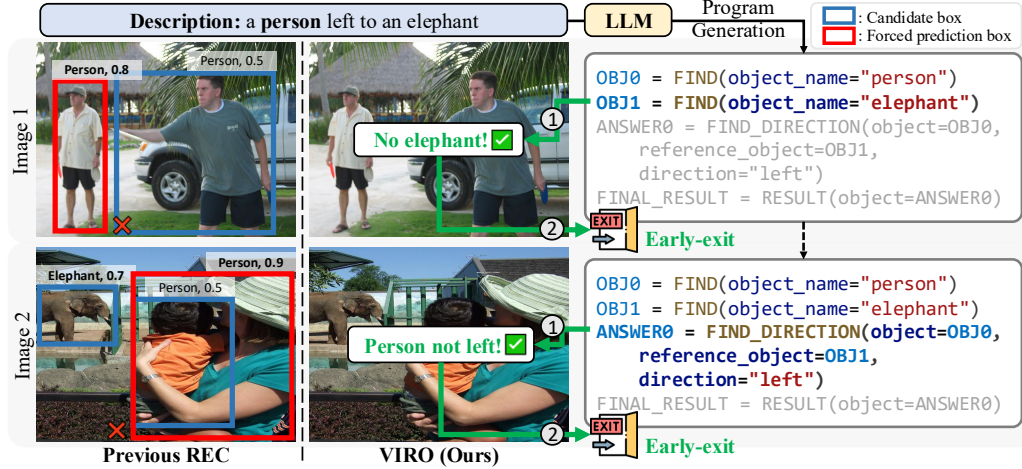 Description: a person left to an elephant
LLM
Program
Generation
: Candidate box
: Forced prediction box
Image 1
Person, 0.8
Person, 0.5
No elephant! ✅
1
2
OBJ0 = FIND(object_name="person")
OBJ1 = FIND(object_name="elephant")
ANSWER0 = FIND_DIRECTION(object=OBJ0,
reference_object=OBJ1,
direction="left")
FINAL_RESULT = RESULT(object=ANSWER0)
EXIT
Early-exit
Image 2
Elephant, 0.7
Person, 0.9
Person, 0.5
Person not left! ✅
1
2
OBJ0 = FIND(object_name="person")
OBJ1 = FIND(object_name="elephant")
ANSWER0 = FIND_DIRECTION(object=OBJ0,
reference_object=OBJ1,
direction="left")
FINAL_RESULT = RESULT(object=ANSWER0)
EXIT
Early-exit
Previous REC
VIRO (Ours)